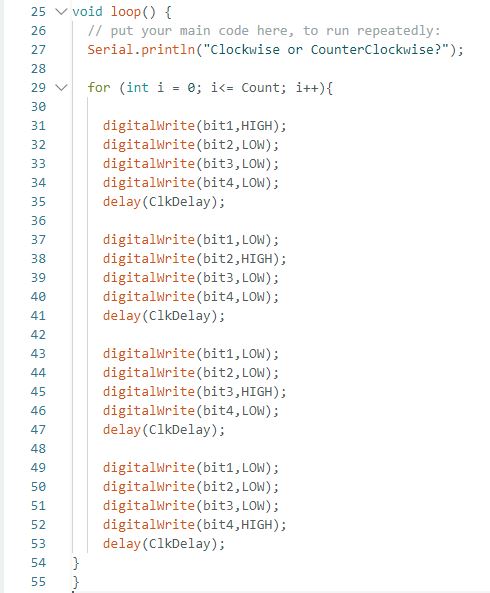 25 void loop() {
26 // put your main code here, to run repeatedly:
27 Serial.println("Clockwise or CounterClockwise?");
28
29 for (int i = 0; i<= Count; i++){
30
31 digitalWrite(bit1,HIGH);
32 digitalWrite(bit2,LOW);
33 digitalWrite(bit3,LOW);
34 digitalWrite(bit4,LOW);
35 delay(ClkDelay);
36
37 digitalWrite(bit1,LOW);
38 digitalWrite(bit2,HIGH);
39 digitalWrite(bit3,LOW);
40 digitalWrite(bit4,LOW);
41 delay(ClkDelay);
42
43 digitalWrite(bit1,LOW);
44 digitalWrite(bit2,LOW);
45 digitalWrite(bit3,HIGH);
46 digitalWrite(bit4,LOW);
47 delay(ClkDelay);
48
49 digitalWrite(bit1,LOW);
50 digitalWrite(bit2,LOW);
51 digitalWrite(bit3,LOW);
52 digitalWrite(bit4,HIGH);
53 delay(ClkDelay);
54 }
55 }